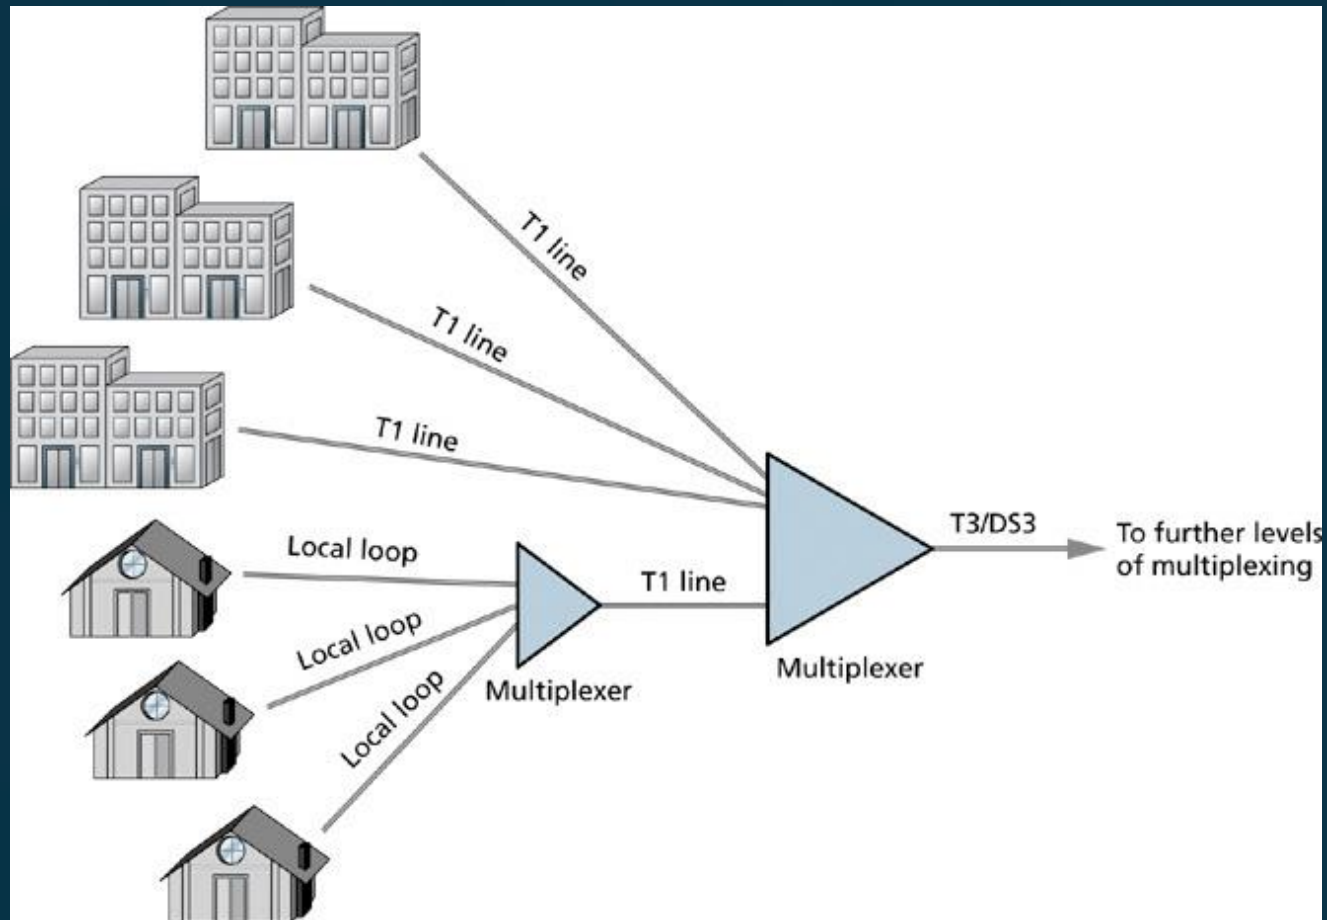 T1 line
T1 line
T1 line
Local loop
Local loop
Local loop
Multiplexer
T1 line
Multiplexer
T3/DS3
To further levels
of multiplexing